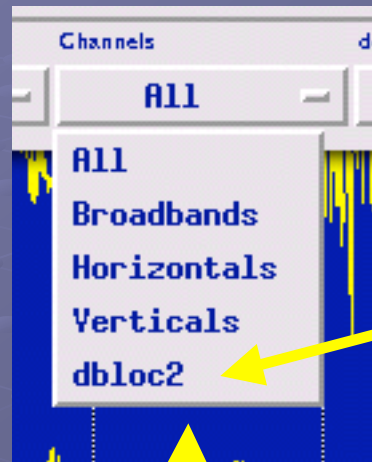 Channels
d
All
All
Broadbands
Horizontals
Verticals
dbloc2